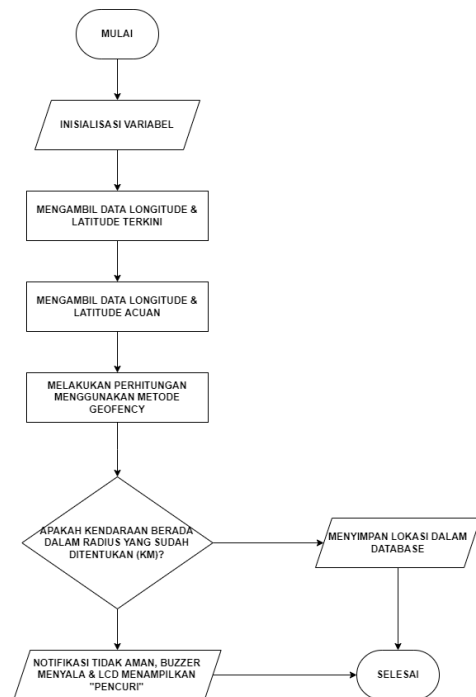 MULAI
INISIALISASI VARIABEL
MENGAMBIL DATA LONGITUDE &
LATITUDE TERKINI
MENGAMBIL DATA LONGITUDE &
LATITUDE ACUAN
MELAKUKAN PERHITUNGAN
MENGGUNAKAN METODE
GEOFENCY
APAKAH KENDARAAN BERADA
DALAM RADIUS YANG SUDAH
DITENTUKAN (KM)?
MENYIMPAN LOKASI DALAM
DATABASE
NOTIFIKASI TIDAK AMAN, BUZZER
MENYALA & LCD MENAMPILKAN
"PENCURI"
SELESAI